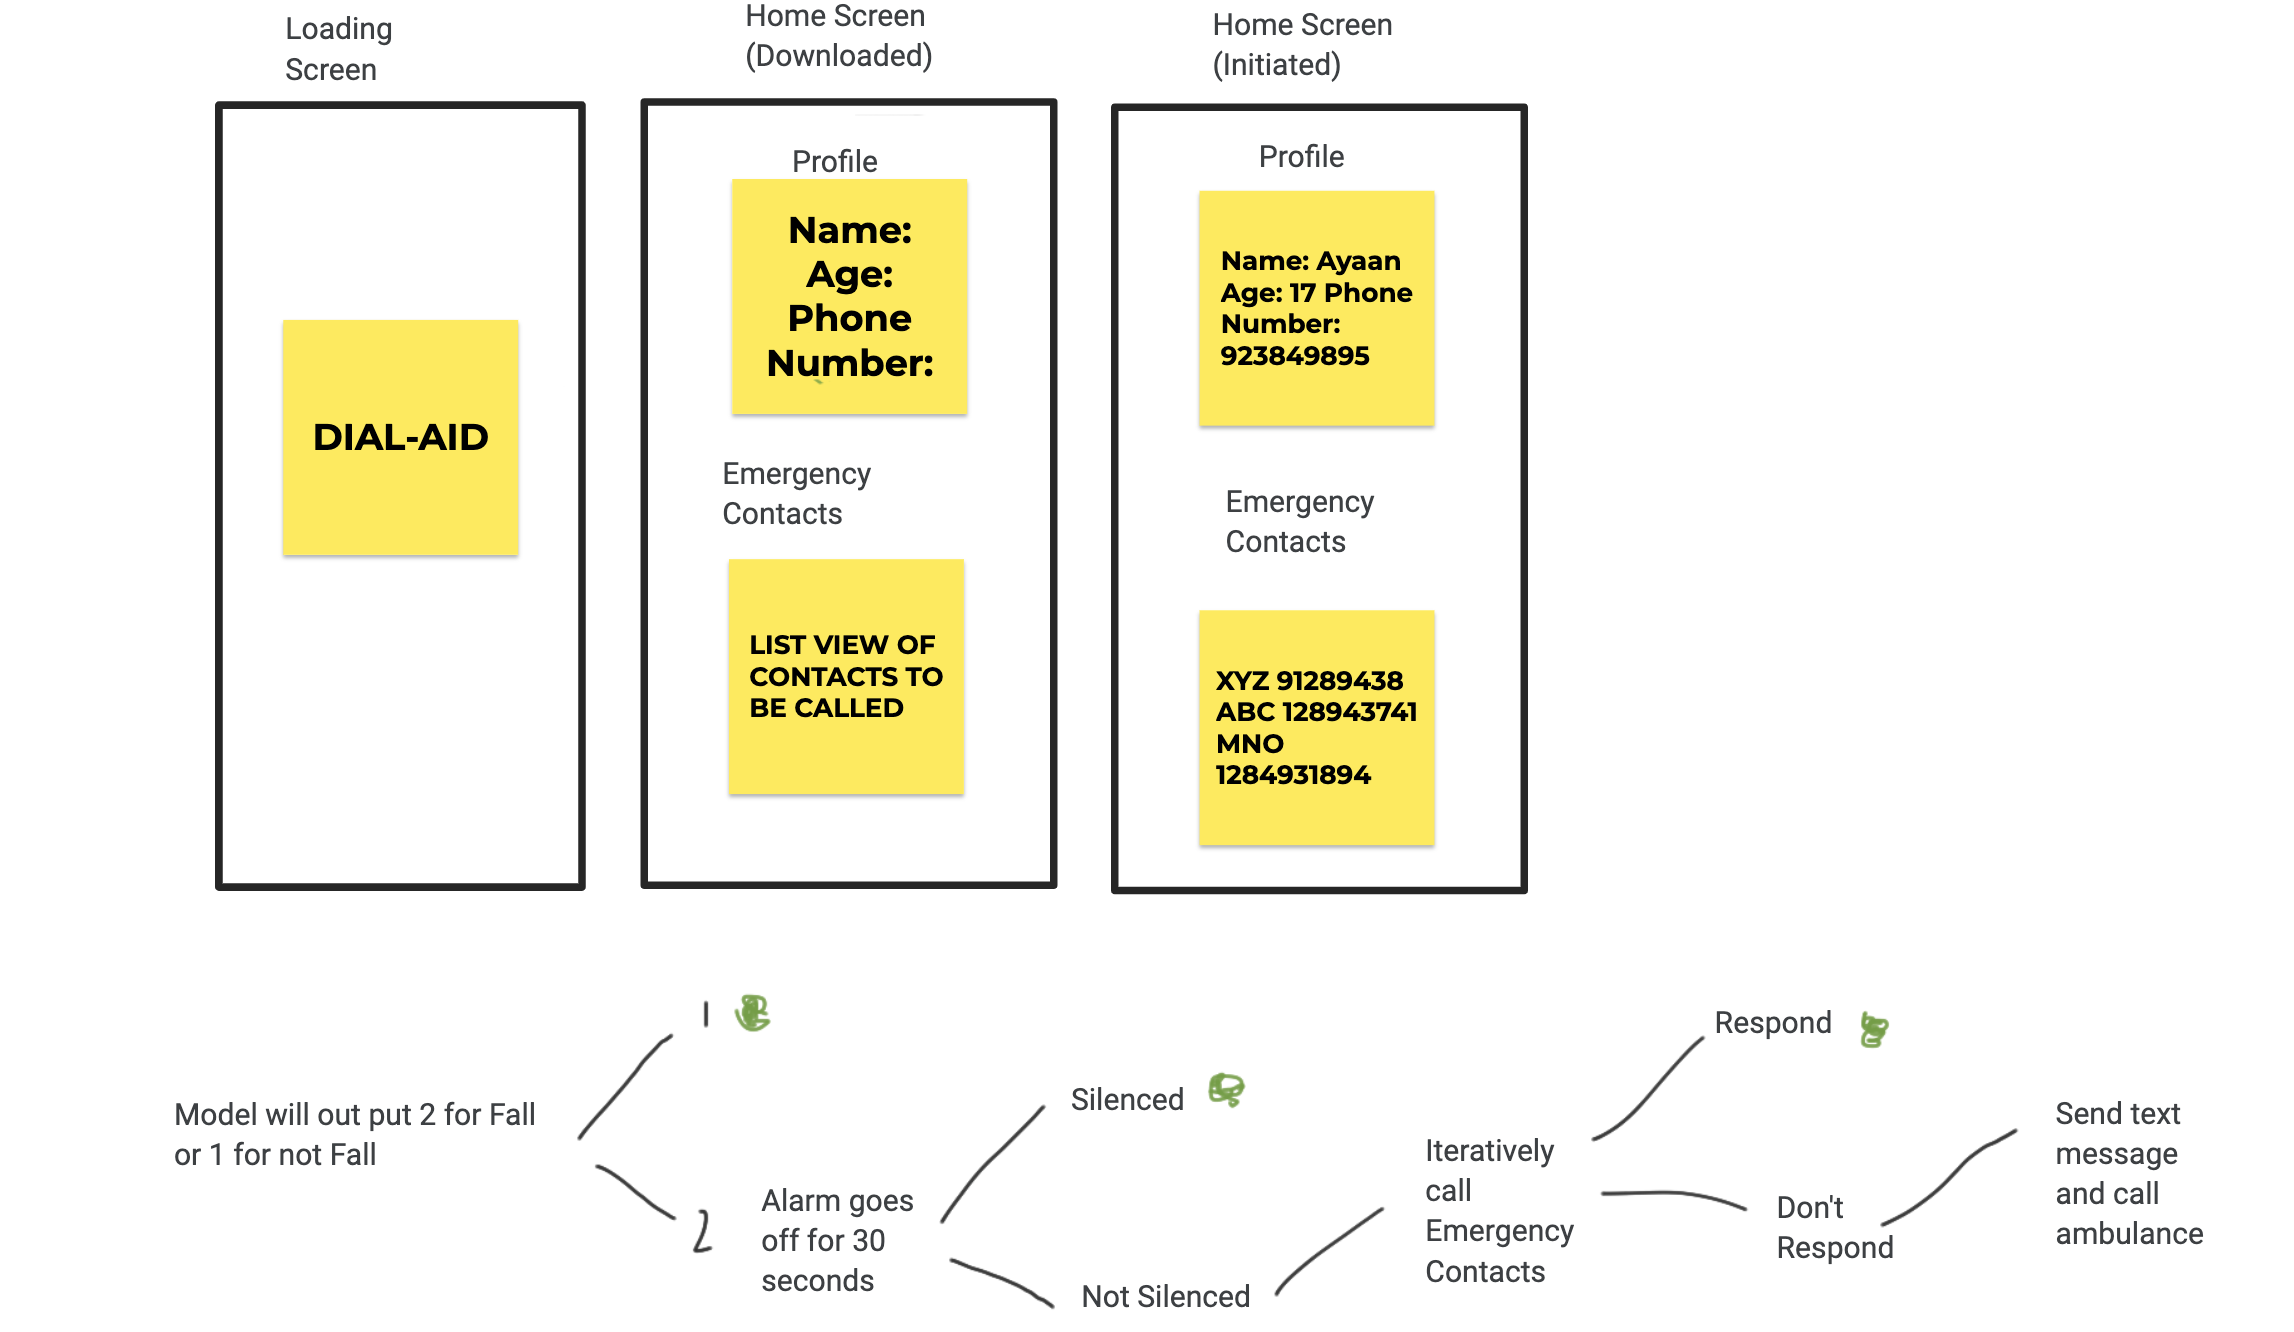 Loading
Screen
Home Screen
(Downloaded)
Home Screen
(Initiated)
DIAL-AID
Profile
Name:
Age:
Phone
Number:
Emergency
Contacts
LIST VIEW OF
CONTACTS TO
BE CALLED
Profile
Name: Ayaan
Age: 17 Phone
Number:
923849895
Emergency
Contacts
XYZ 91289438
ABC 128943741
MNO
1284931894
Model will out put 2 for Fall
or 1 for not Fall
1
2
Alarm goes
off for 30
seconds
Silenced
Not Silenced
Iteratively
call
Emergency
Contacts
Respond
Don't
Respond
Send text
message
and call
ambulance